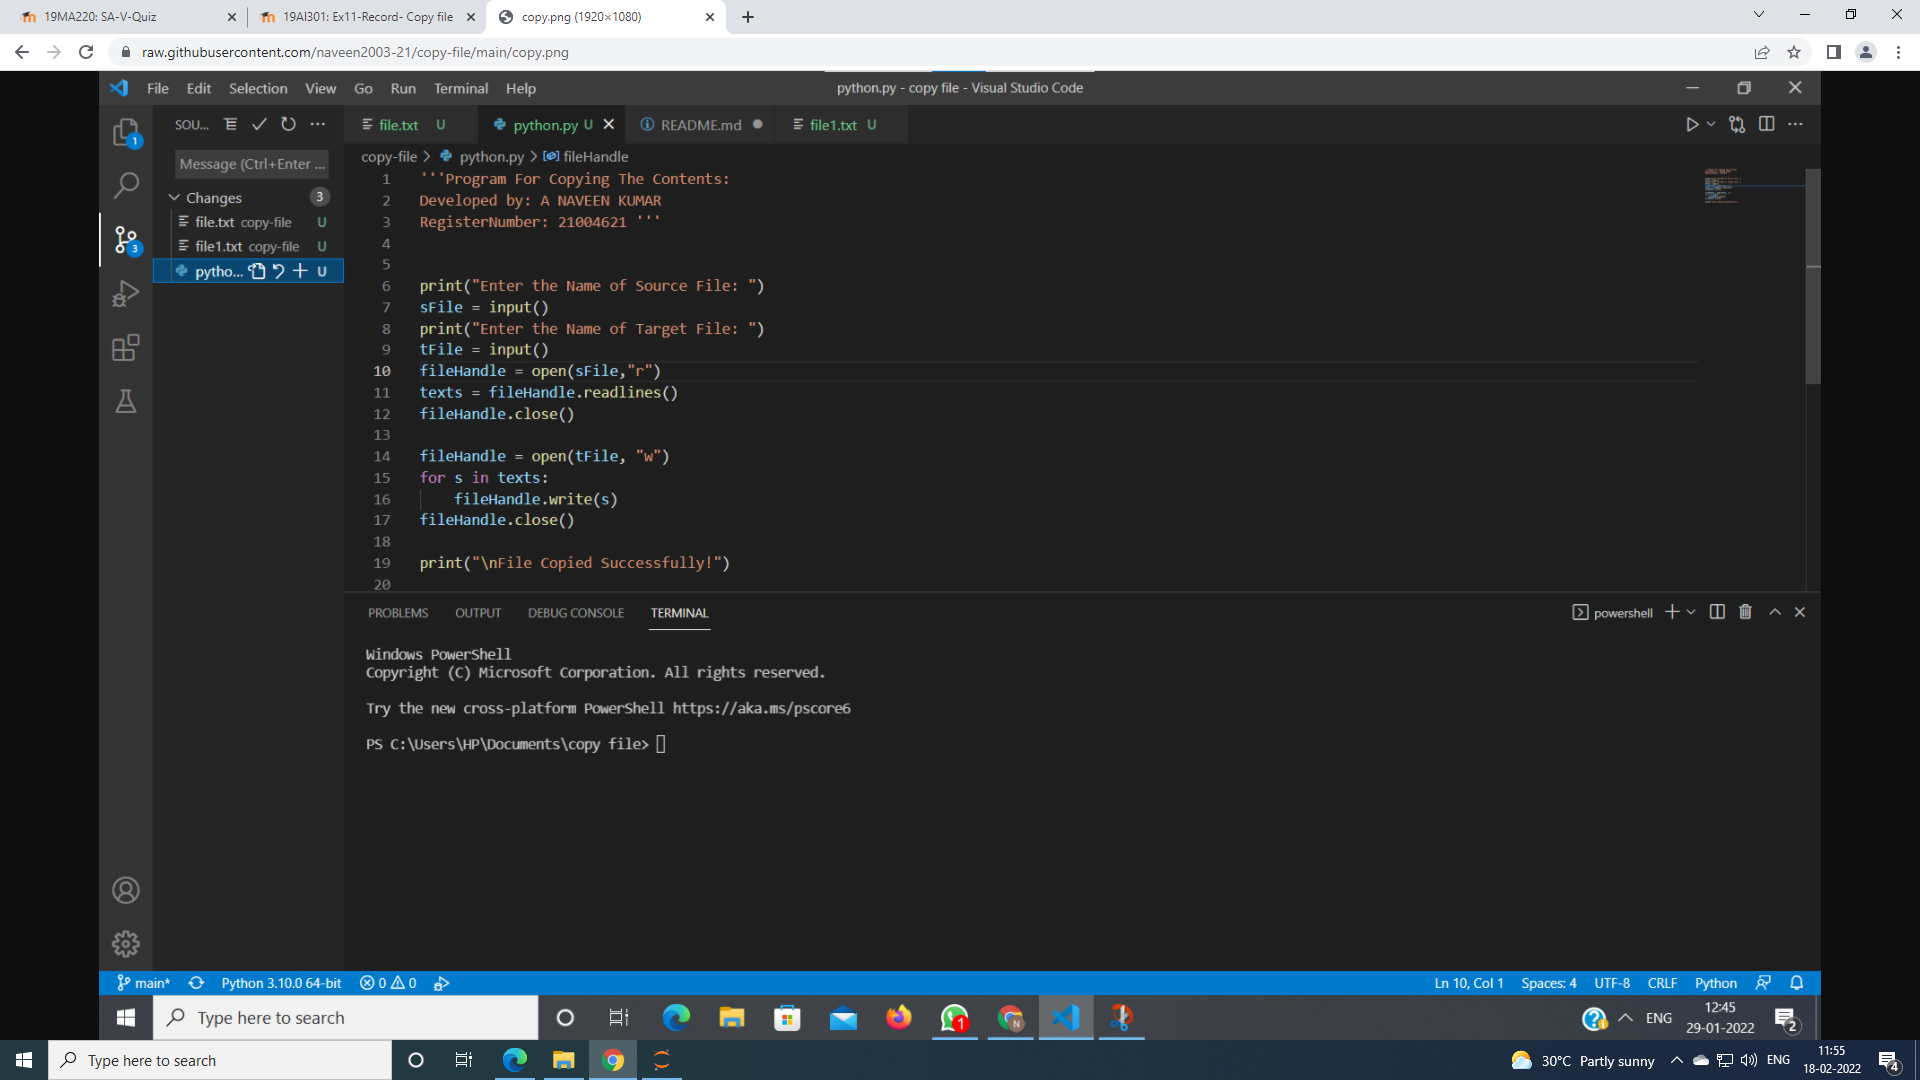 19MA220: SA-V-Quiz
19AI301: Ex11-Record- Copy file
copy.png (1920×1080)
raw.githubusercontent.com/naveen2003-21/copy-file/main/copy.png
File Edit Selection View Go Run Terminal Help
python.py - copy file - Visual Studio Code
SOU...
file.txt U
python.py U
README.md
file1.txt U
1
Message (Ctrl+Enter ...
copy-file > python.py > fileHandle
Changes 3
file.txt copy-file U
file1.txt copy-file U
3
pytho... U
1 '''Program For Copying The Contents:
2 Developed by: A NAVEEN KUMAR
3 RegisterNumber: 21004621 '''
4
5
6 print("Enter the Name of Source File: ")
7 sFile = input()
8 print("Enter the Name of Target File: ")
9 tFile = input()
10 fileHandle = open(sFile,"r")
11 texts = fileHandle.readlines()
12 fileHandle.close()
13
14 fileHandle = open(tFile, "w")
15 for s in texts:
16 fileHandle.write(s)
17 fileHandle.close()
18
19 print("\nFile Copied Successfully!")
20
PROBLEMS OUTPUT DEBUG CONSOLE TERMINAL
powershell
Windows PowerShell
Copyright (C) Microsoft Corporation. All rights reserved.
Try the new cross-platform PowerShell https://aka.ms/pscore6
PS C:\Users\HP\Documents\copy file>
main* Python 3.10.0 64-bit 0 0
Ln 10, Col 1 Spaces: 4 UTF-8 CRLF Python
Type here to search
1
N
ENG
12:45
29-01-2022
2
Type here to search
30°C Partly sunny
ENG
11:55
18-02-2022
4